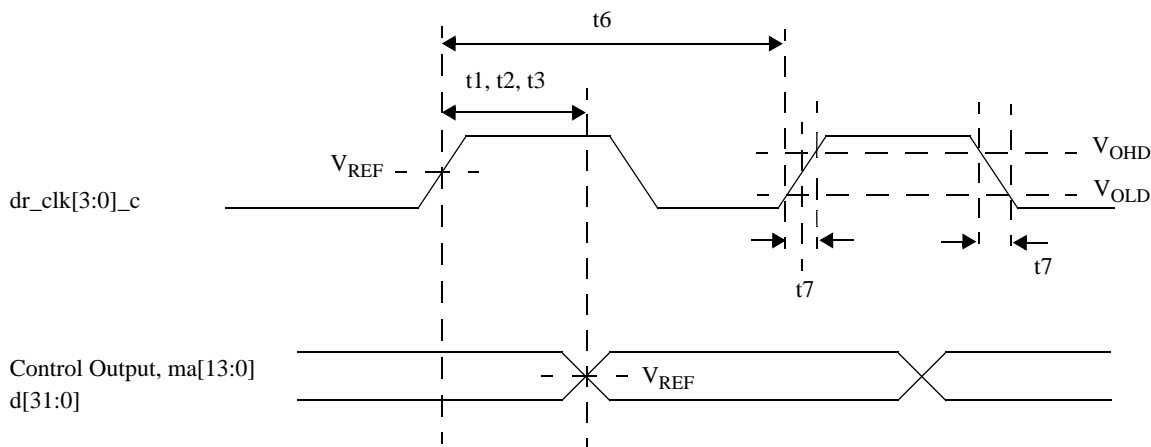 t6
t1, t2, t3
VREF
VOHD
VOLD
dr_clk[3:0]_c
t7
t7
Control Output, ma[13:0]
d[31:0]
VREF